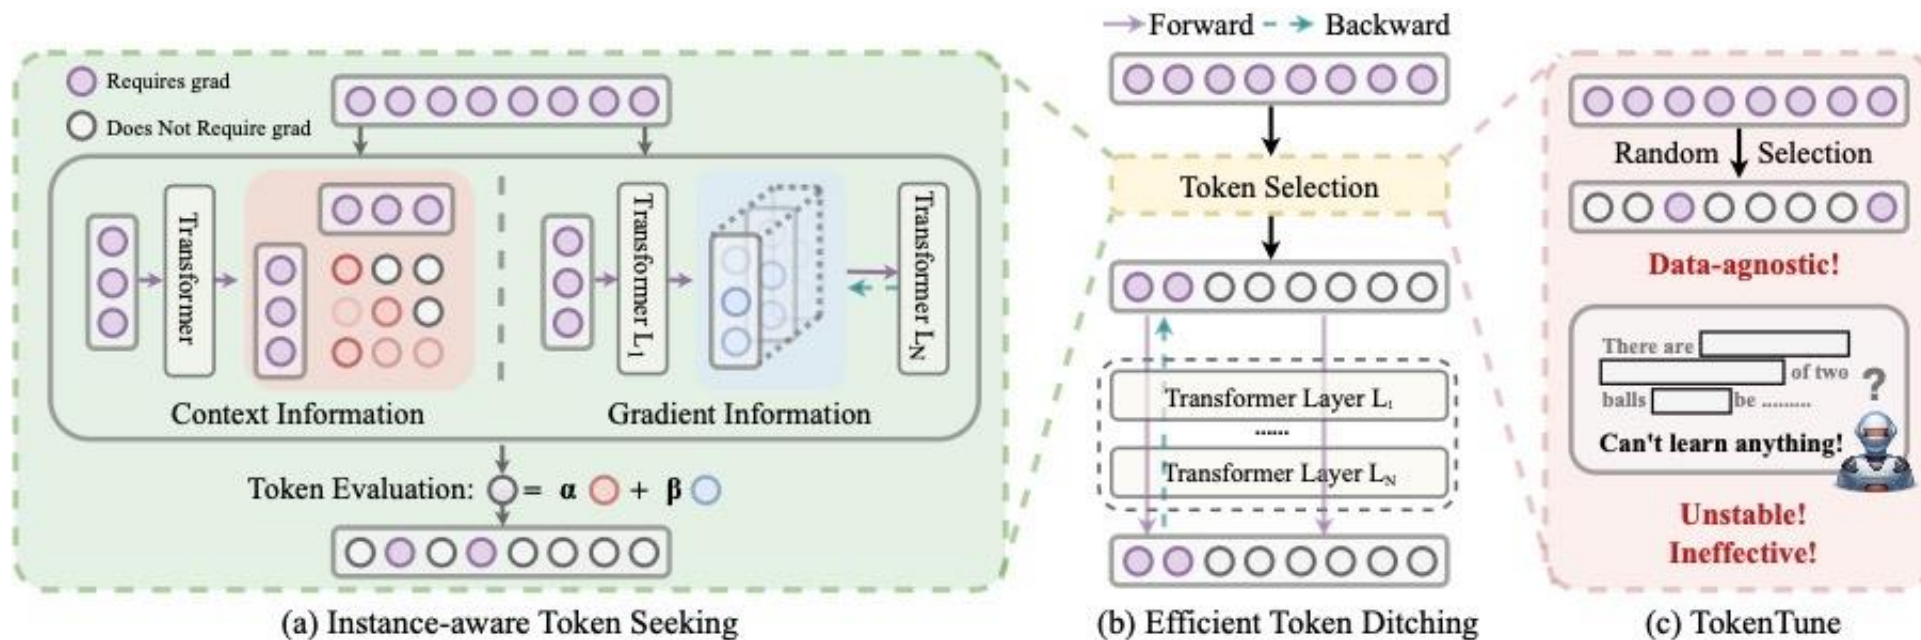 Requires grad
Does Not Require grad
Transformer
Context Information
Transformer L1
Transformer LN
Gradient Information
Token Evaluation: = α + β
(a) Instance-aware Token Seeking
Forward Backward
Token Selection
Transformer Layer L1
......
Transformer Layer LN
(b) Efficient Token Ditching
Random Selection
Data-agnostic!
There are
of two
balls be .........
?
Can't learn anything!
Unstable!
Ineffective!
(c) TokenTune